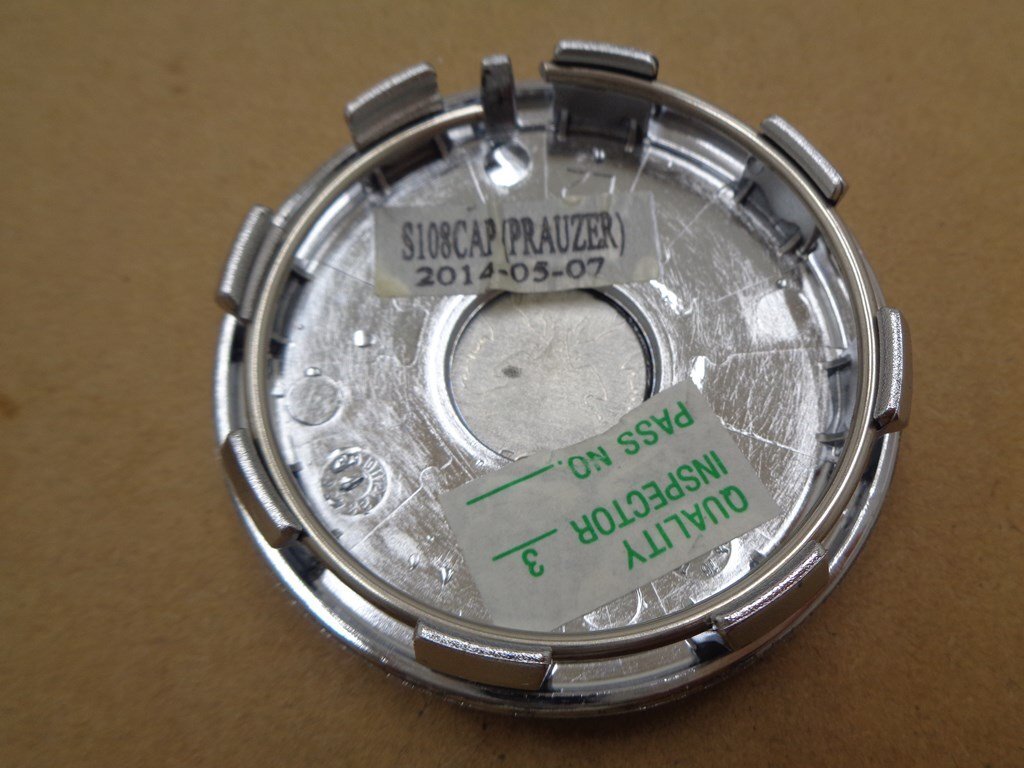 S108CAP(PRAUZER)
2014-05-07
QUALITY
INSPECTOR 3
PASS NO.